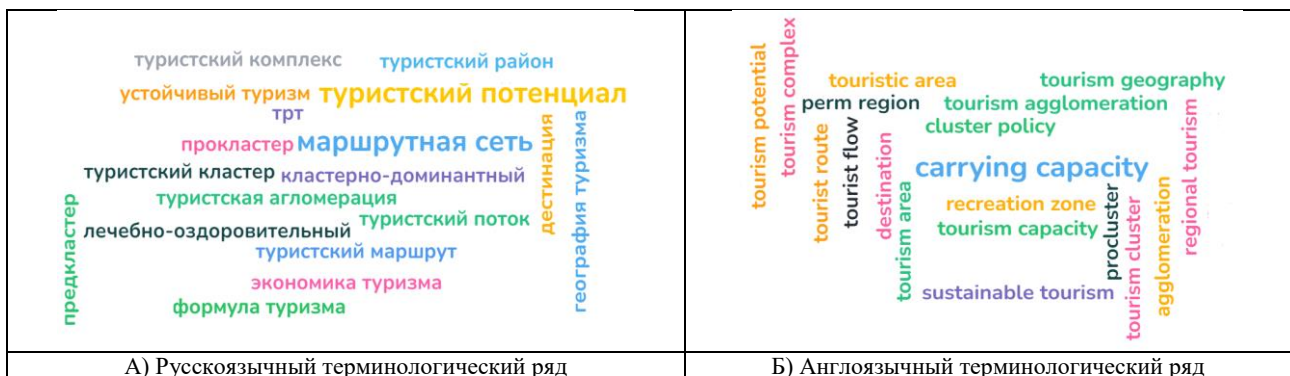 туристский комплекс
туристский район
устойчивый туризм
туристский потенциал
трт
прокластер
маршрутная сеть
дестинация
география туризма
туристский кластер
кластерно-доминантный
туристская агломерация
туристский поток
предкластер
лечебно-оздоровительный
туристский маршрут
экономика туризма
формула туризма
А) Русскоязычный терминологический ряд
tourism potential
tourism complex
touristic area
tourism geography
perm region
tourism agglomeration
cluster policy
tourist route
tourist flow
destination
tourism area
carrying capacity
recreation zone
tourism capacity
procluster
tourism cluster
agglomeration
regional tourism
sustainable tourism
Б) Англоязычный терминологический ряд